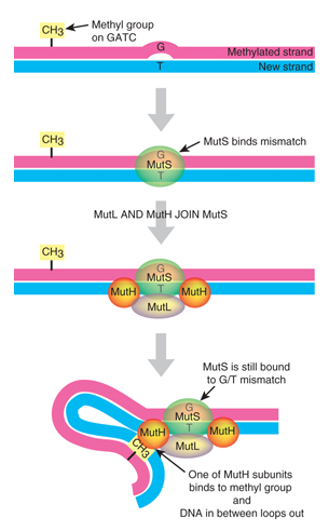 CH3
Methyl group
on GATC
G
Methylated strand
T
New strand
CH3
MutS binds mismatch
G
MutS
T
MutL AND MutH JOIN MutS
CH3
G
MutS
MutH
T
MutH
MutL
MutS is still bound
to G/T mismatch
G
MutS
MutH
T
MutH
CH3
MutL
One of MutH subunits
binds to methyl group
and
DNA in between loops out